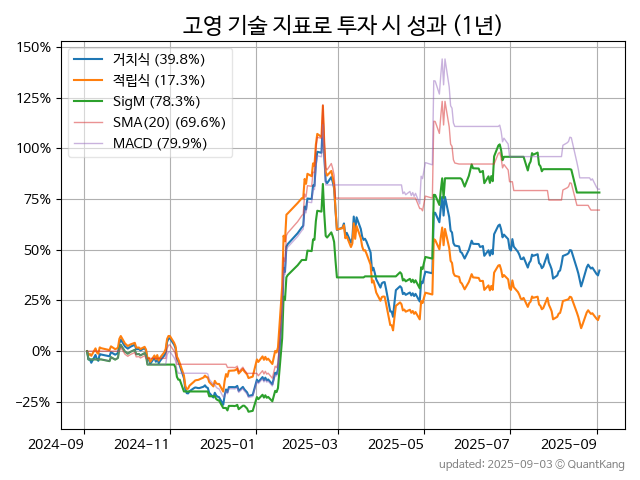 고영 기술 지표로 투자 시 성과 (1년)
150%
125%
100%
75%
50%
25%
0%
−25%
거치식 (39.8%)
적립식 (17.3%)
SigM (78.3%)
SMA(20) (69.6%)
MACD (79.9%)
2024-09
2024-11
2025-01
2025-03
2025-05
2025-07
2025-09
updated: 2025-09-03 © QuantKang